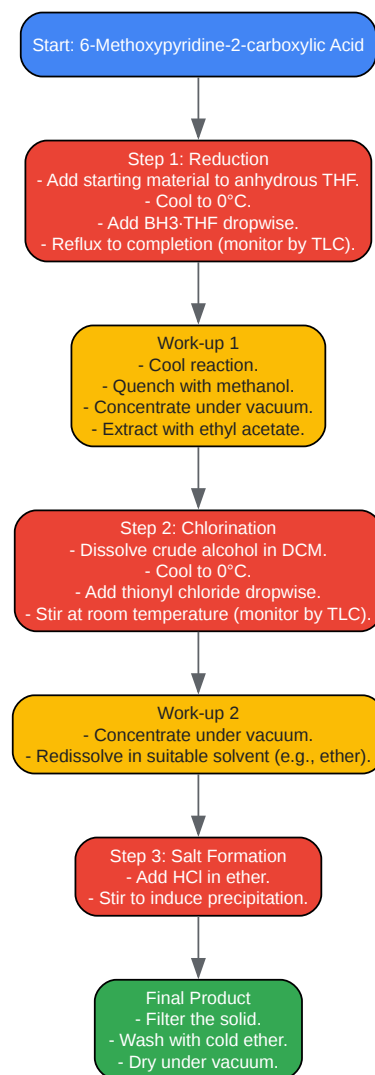 Start: 6-Methoxypyridine-2-carboxylic Acid
Step 1: Reduction
- Add starting material to anhydrous THF.
- Cool to 0°C.
- Add BH3·THF dropwise.
- Reflux to completion (monitor by TLC).
Work-up 1
- Cool reaction.
- Quench with methanol.
- Concentrate under vacuum.
- Extract with ethyl acetate.
Step 2: Chlorination
- Dissolve crude alcohol in DCM.
- Cool to 0°C.
- Add thionyl chloride dropwise.
- Stir at room temperature (monitor by TLC).
Work-up 2
- Concentrate under vacuum.
- Redissolve in suitable solvent (e.g., ether).
Step 3: Salt Formation
- Add HCl in ether.
- Stir to induce precipitation.
Final Product
- Filter the solid.
- Wash with cold ether.
- Dry under vacuum.